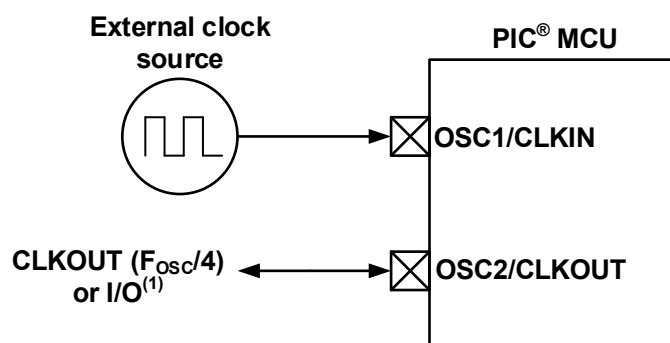 External clock
source
PIC® MCU
OSC1/CLKIN
CLKOUT (FOSC/4)
or I/O(1)
OSC2/CLKOUT